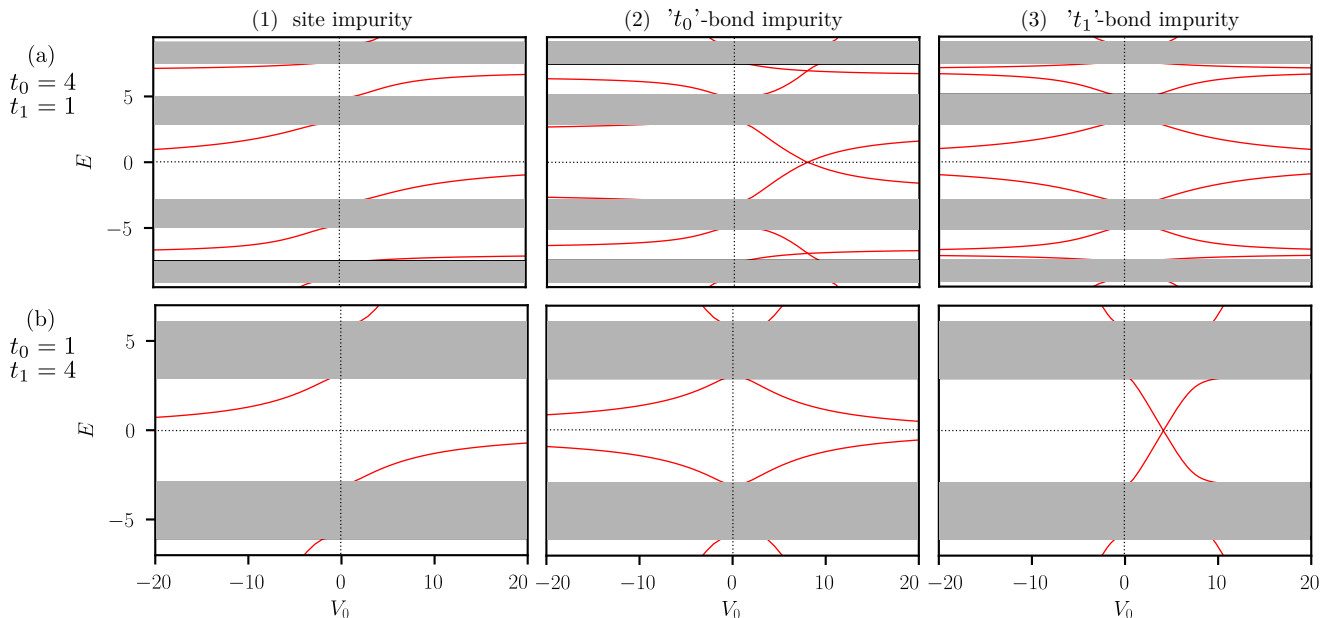 (1) site impurity
(2) 't₀'-bond impurity
(3) 't₁'-bond impurity
(a)
t₀ = 4
t₁ = 1
E
5
0
−5
(b)
t₀ = 1
t₁ = 4
E
5
0
−5
−20 −10 0 10 20
−20 −10 0 10 20
−20 −10 0 10 20
V₀
V₀
V₀